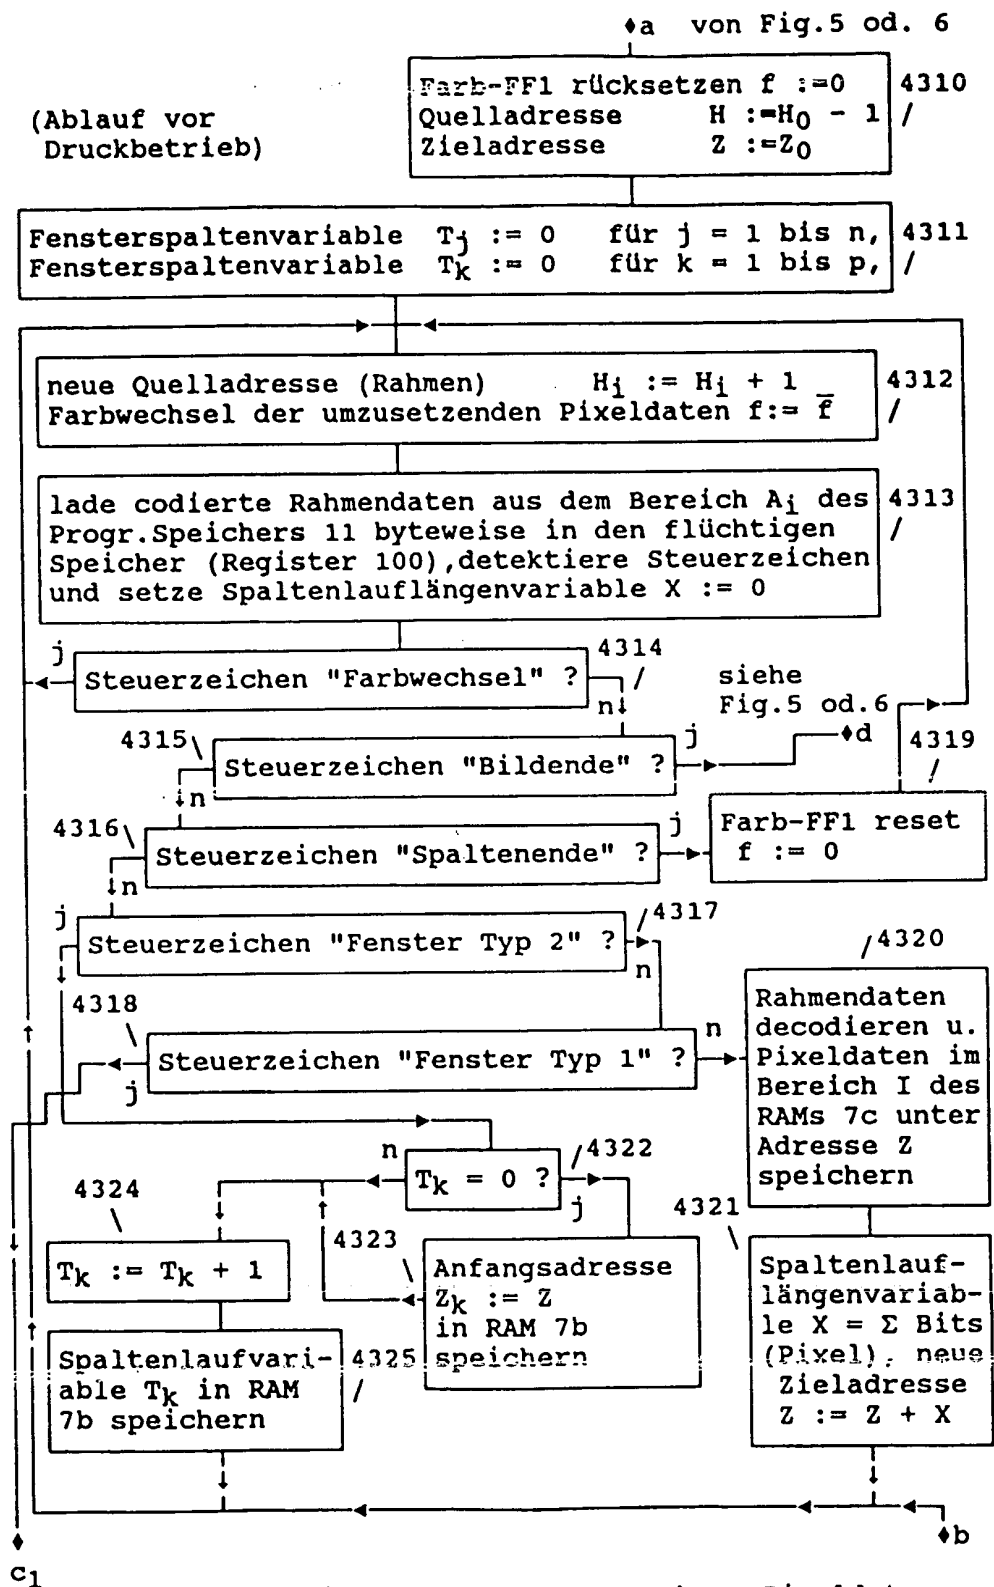 ♦a von Fig.5 od. 6
Farb-FF1 rücksetzen f :=0
Quelladresse H :=H0 - 1
Zieladresse Z :=Z0
4310
/
(Ablauf vor
Druckbetrieb)
Fensterspaltenvariable Tj := 0 für j = 1 bis n,
Fensterspaltenvariable Tk := 0 für k = 1 bis p,
4311
/
neue Quelladresse (Rahmen) Hi := Hi + 1
Farbwechsel der umzusetzenden Pixeldaten f:= f̅
4312
/
lade codierte Rahmendaten aus dem Bereich Ai des
Progr.Speichers 11 byteweise in den flüchtigen
Speicher (Register 100),detektiere Steuerzeichen
und setze Spaltenlauflängenvariable X := 0
4313
/
j
Steuerzeichen "Farbwechsel" ?
4314
/
n
siehe
Fig.5 od.6
♦d
4315
\
Steuerzeichen "Bildende" ?
j
n
4319
/
4316
\
Steuerzeichen "Spaltenende" ?
j
n
Farb-FF1 reset
f := 0
j
Steuerzeichen "Fenster Typ 2" ?
/4317
n
4318
\
Steuerzeichen "Fenster Typ 1" ?
n
j
/4320
Rahmendaten
decodieren u.
Pixeldaten im
Bereich I des
RAMs 7c unter
Adresse Z
speichern
n
Tk = 0 ?
/4322
j
4324
\
Tk := Tk + 1
4323
\
Anfangsadresse
Zk := Z
in RAM 7b
speichern
4321
\
Spaltenlauf-
längenvariab-
le X = Σ Bits
(Pixel), neue
Zieladresse
Z := Z + X
Spaltenlaufvari-
able Tk in RAM
7b speichern
4325
/
♦b
♦
c1